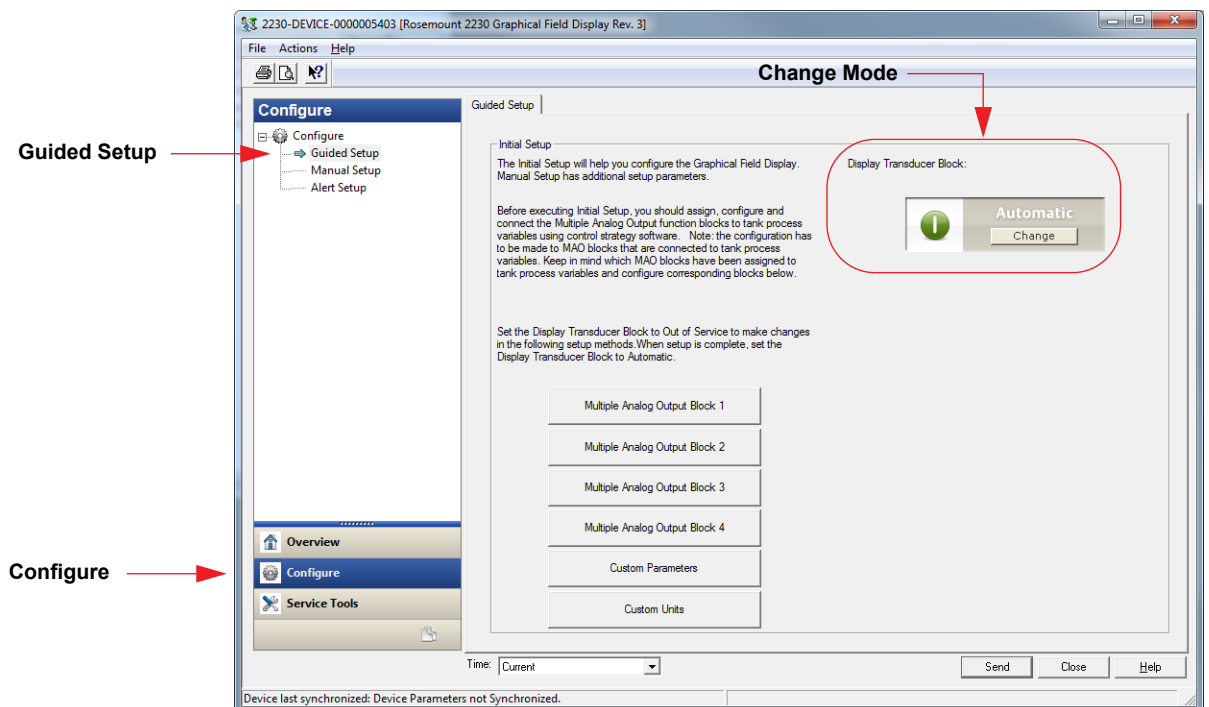 2230-DEVICE-0000005403 [Rosemount 2230 Graphical Field Display Rev. 3]
File Actions Help
Change Mode
Configure
Guided Setup
Configure
Guided Setup
Manual Setup
Alert Setup
Guided Setup
Initial Setup
The Initial Setup will help you configure the Graphical Field Display.
Manual Setup has additional setup parameters.
Before executing Initial Setup, you should assign, configure and
connect the Multiple Analog Output function blocks to tank process
variables using control strategy software. Note: the configuration has
to be made to MAO blocks that are connected to tank process
variables. Keep in mind which MAO blocks have been assigned to
tank process variables and configure corresponding blocks below.
Set the Display Transducer Block to Out of Service to make changes
in the following setup methods.When setup is complete, set the
Display Transducer Block to Automatic.
Display Transducer Block:
Automatic
Change
Multiple Analog Output Block 1
Multiple Analog Output Block 2
Multiple Analog Output Block 3
Multiple Analog Output Block 4
Custom Parameters
Custom Units
Overview
Configure
Configure
Service Tools
Time: Current
Send Close Help
Device last synchronized: Device Parameters not Synchronized.